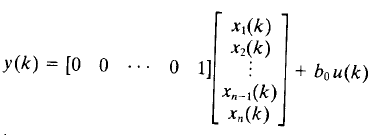 y(k) = [0 0 ⋯ 0 1] [x₁(k) x₂(k) ⋮ xₙ₋₁(k) xₙ(k)] + b₀u(k)